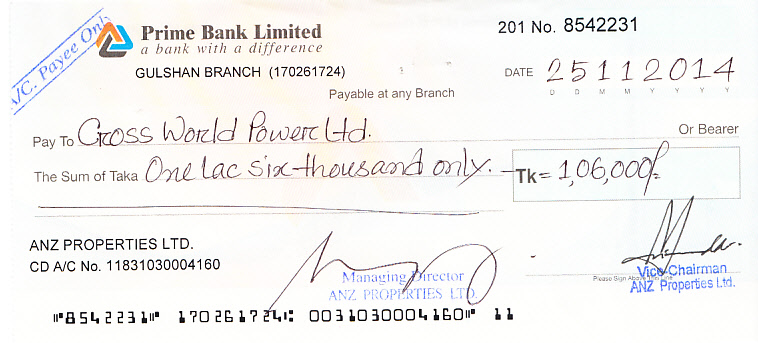 A/C. Payee Only
Prime Bank Limited
a bank with a difference
201 No. 8542231
GULSHAN BRANCH (170261724)
DATE 25112014
D D M M Y Y Y Y
Payable at any Branch
Pay To Cross World Power Ltd. Or Bearer
The Sum of Taka One lac six thousand only. Tk= 1,06,000/=
ANZ PROPERTIES LTD.
CD A/C No. 11831030004160
Managing Director
ANZ PROPERTIES LTD.
Please Sign Above This Line
Vice-Chairman
ANZ Properties Ltd.
⑈8542231⑈ 170261724⑆ 0031030004160⑈ 11